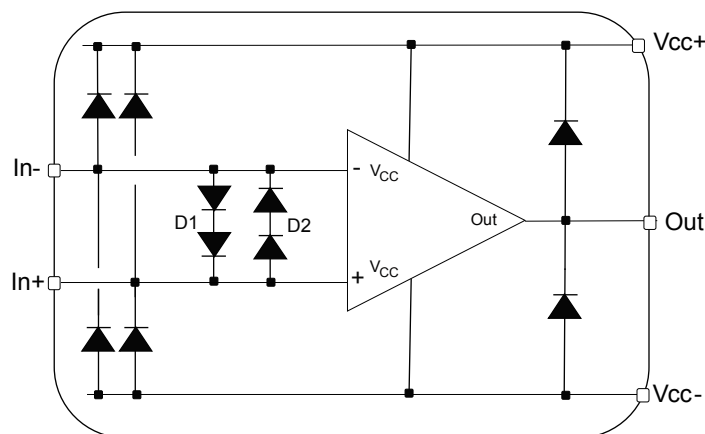 Vcc+
In-
- VCC
D1
D2
Out
Out
In+
+ VCC
Vcc-